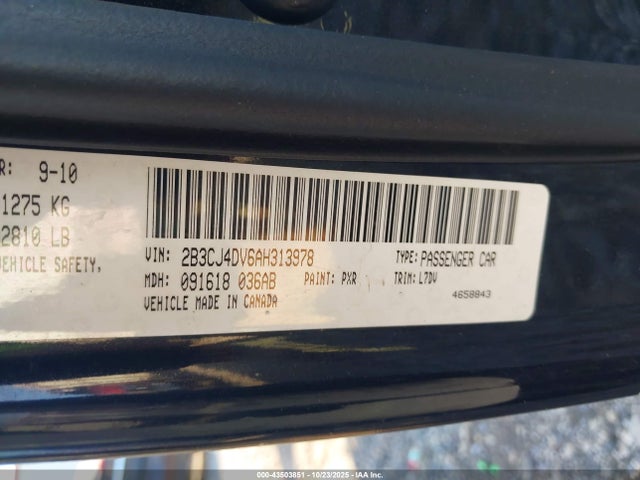 R: 9-10
1275 KG
2810 LB
VEHICLE SAFETY,
VIN: 2B3CJ4DV6AH313978
TYPE: PASSENGER CAR
MDH: 091618 036AB
PAINT: PXR
TRIM: L7DV
VEHICLE MADE IN CANADA
4658843
000-43503851 - 10/23/2025 - IAA Inc.